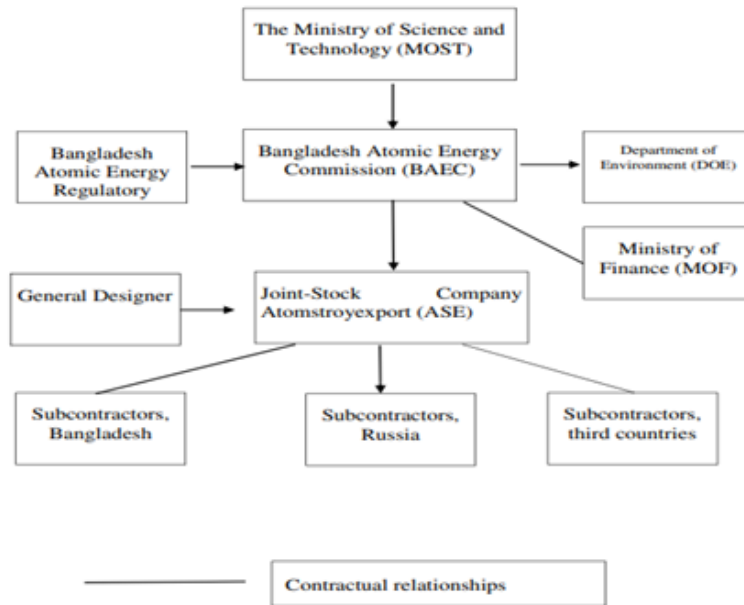 The Ministry of Science and
Technology (MOST)
Bangladesh
Atomic Energy
Regulatory
Bangladesh Atomic Energy
Commission (BAEC)
Department of
Environment (DOE)
Ministry of
Finance (MOF)
General Designer
Joint-Stock Company
Atomstroyexport (ASE)
Subcontractors,
Bangladesh
Subcontractors,
Russia
Subcontractors,
third countries
Contractual relationships